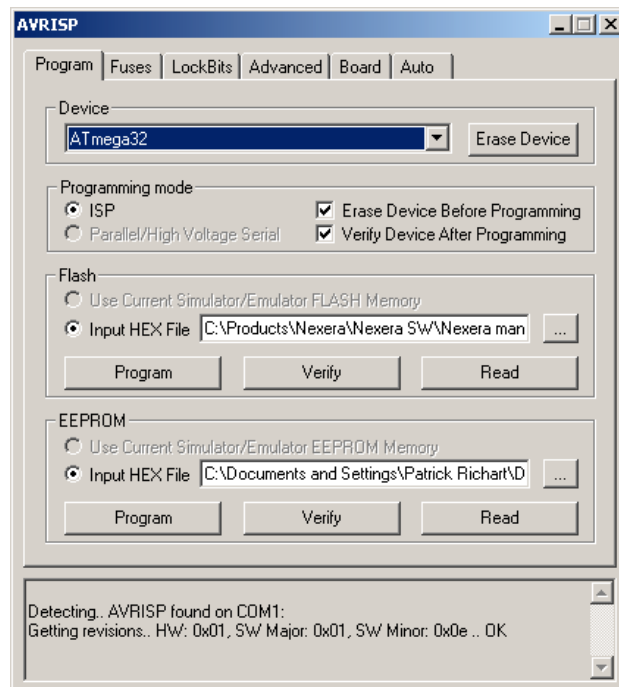 AVRISP
Program Fuses LockBits Advanced Board Auto
Device
ATmega32 Erase Device
Programming mode
ISP Erase Device Before Programming
Parallel/High Voltage Serial Verify Device After Programming
Flash
Use Current Simulator/Emulator FLASH Memory
Input HEX File C:\Products\Nexera\Nexera SW\Nexera man ...
Program Verify Read
EEPROM
Use Current Simulator/Emulator EEPROM Memory
Input HEX File C:\Documents and Settings\Patrick Richart\D ...
Program Verify Read
Detecting.. AVRISP found on COM1:
Getting revisions.. HW: 0x01, SW Major: 0x01, SW Minor: 0x0e .. OK